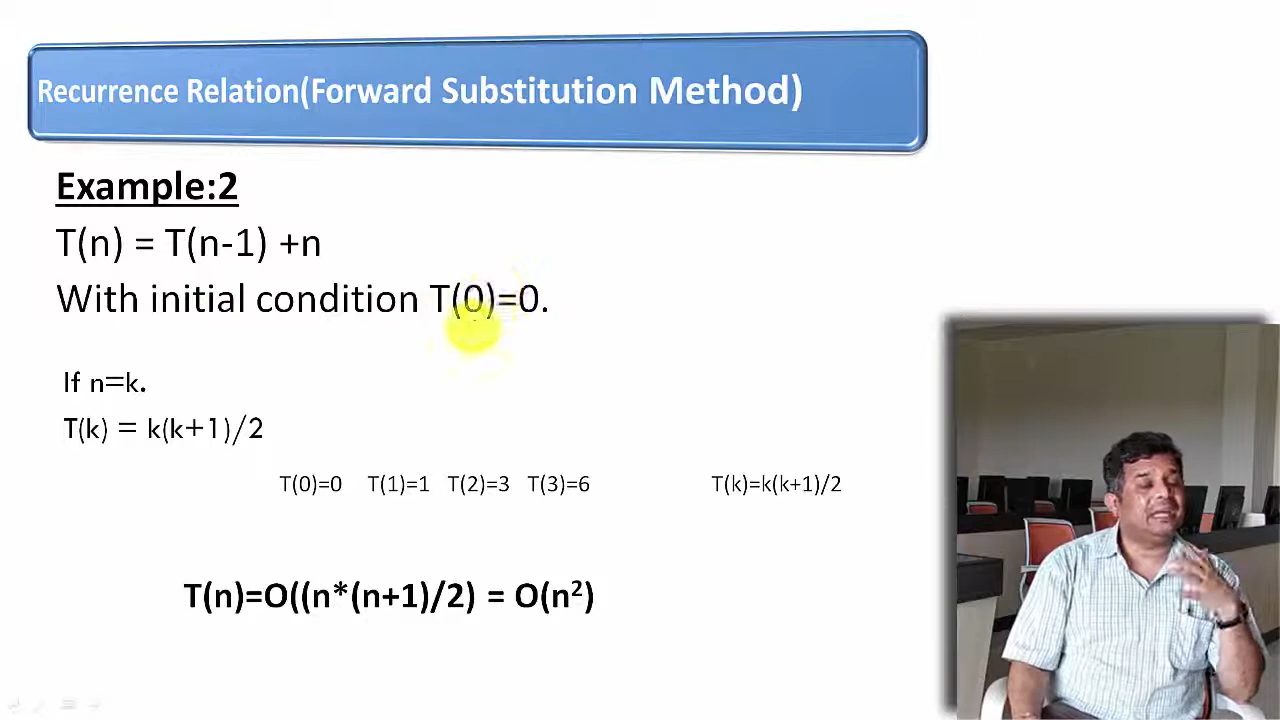 Recurrence Relation(Forward Substitution Method)
Example:2
T(n) = T(n-1) +n
With initial condition T(0)=0.
If n=k.
T(k) = k(k+1)/2
T(0)=0 T(1)=1 T(2)=3 T(3)=6 T(k)=k(k+1)/2
T(n)=O((n*(n+1)/2) = O(n²)